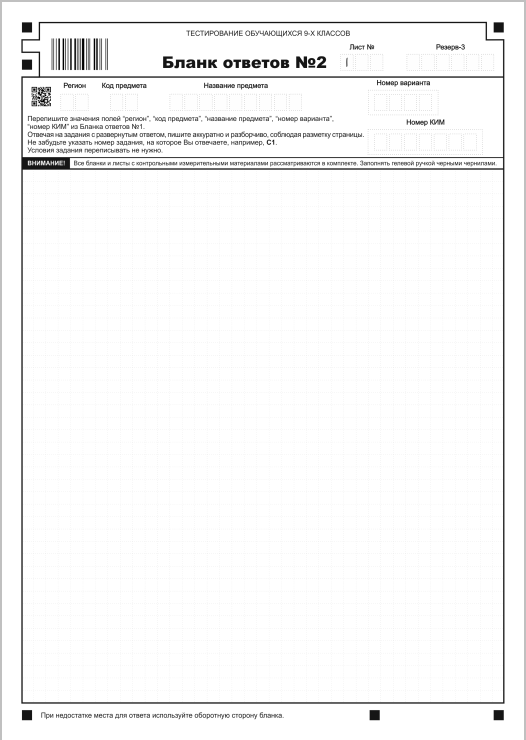 ТЕСТИРОВАНИЕ ОБУЧАЮЩИХСЯ 9-Х КЛАССОВ
Бланк ответов №2
Лист №
Резерв-3
Регион
Код предмета
Название предмета
Номер варианта
Номер КИМ
Перепишите значения полей "регион", "код предмета", "название предмета", "номер варианта",
"номер КИМ" из Бланка ответов №1.
Отвечая на задания с развернутым ответом, пишите аккуратно и разборчиво, соблюдая разметку страницы.
Не забудьте указать номер задания, на которое Вы отвечаете, например, С1.
Условия задания переписывать не нужно.
ВНИМАНИЕ! Все бланки и листы с контрольными измерительными материалами рассматриваются в комплекте. Заполнять гелевой ручкой черными чернилами.
При недостатке места для ответа используйте оборотную сторону бланка.